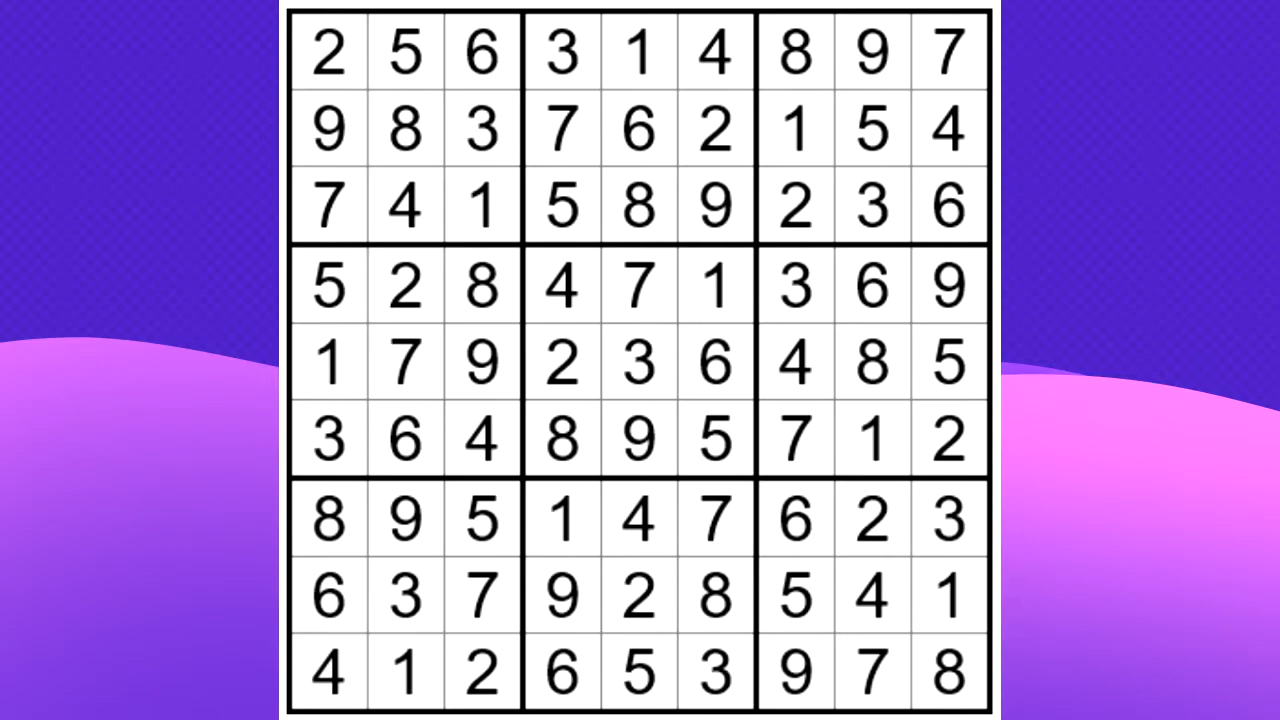 2 5 6 3 1 4 8 9 7
9 8 3 7 6 2 1 5 4
7 4 1 5 8 9 2 3 6
5 2 8 4 7 1 3 6 9
1 7 9 2 3 6 4 8 5
3 6 4 8 9 5 7 1 2
8 9 5 1 4 7 6 2 3
6 3 7 9 2 8 5 4 1
4 1 2 6 5 3 9 7 8